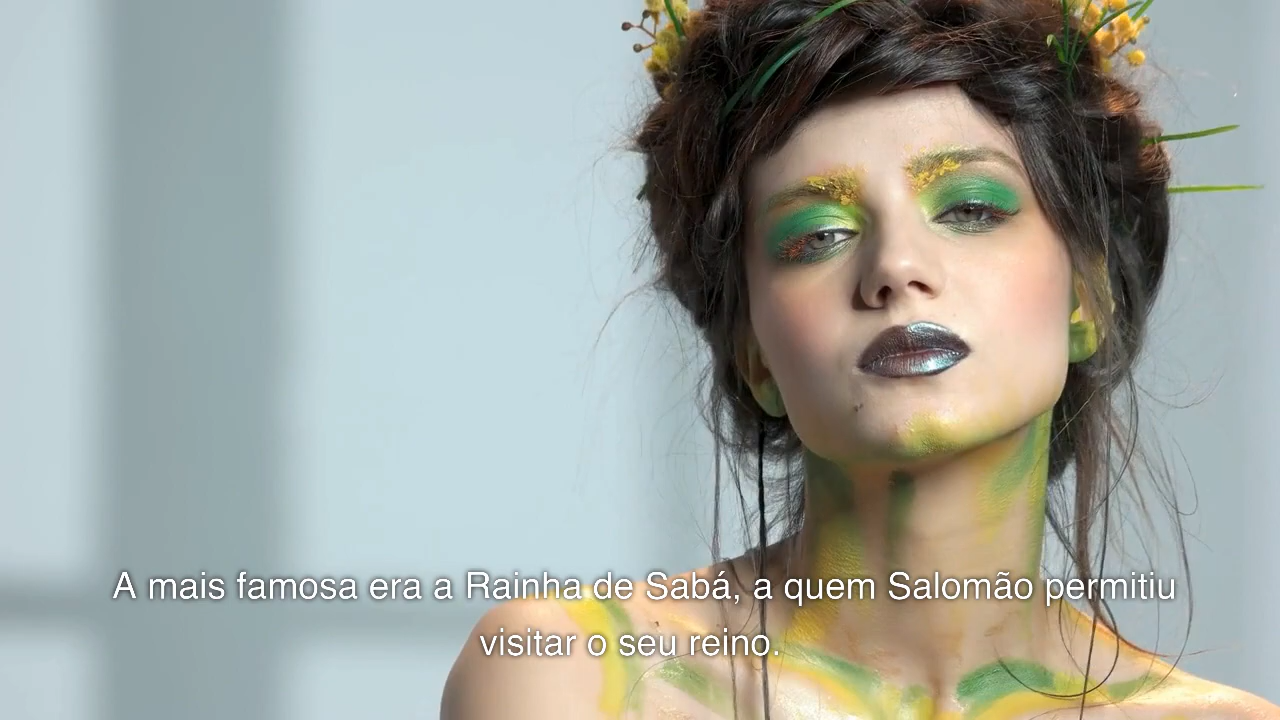 A mais famosa era a Rainha de Sabá, a quem Salomão permitiu
visitar o seu reino.